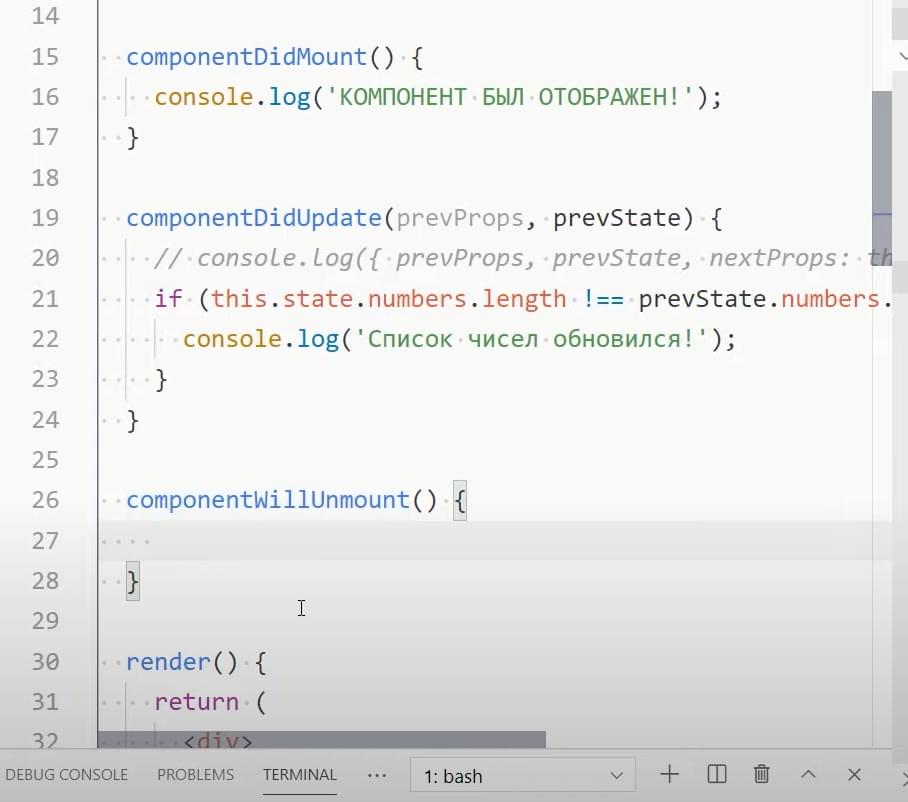 14
15 componentDidMount() {
16 console.log('КОМПОНЕНТ БЫЛ ОТОБРАЖЕН!');
17 }
18
19 componentDidUpdate(prevProps, prevState) {
20 // console.log({ prevProps, prevState, nextProps: th
21 if (this.state.numbers.length !== prevState.numbers.
22 console.log('Список чисел обновился!');
23 }
24 }
25
26 componentWillUnmount() {
27
28 }
29
30 render() {
31 return (
32 <div>
DEBUG CONSOLE PROBLEMS TERMINAL ··· 1: bash